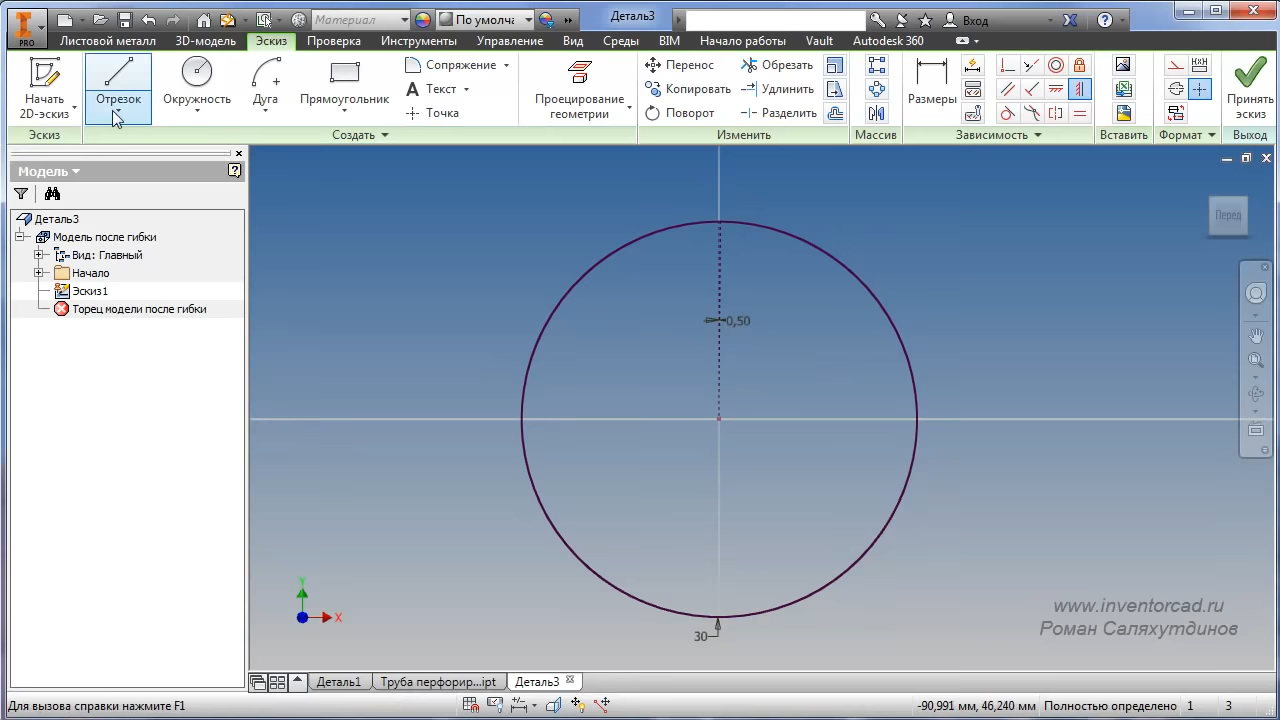 PRO
Материал
По умолча
Деталь3
Вход
Листовой металл 3D-модель Эскиз Проверка Инструменты Управление Вид Среды BIM Начало работы Vault Autodesk 360
Начать 2D-эскиз
Отрезок
Окружность
Дуга
Прямоугольник
Сопряжение
Текст
Точка
Проецирование геометрии
Перенос
Копировать
Поворот
Обрезать
Удлинить
Разделить
Размеры
Принять эскиз
Эскиз Создать Изменить Массив Зависимость Вставить Формат Выход
Модель
Деталь3
Модель после гибки
Вид: Главный
Начало
Эскиз1
Торец модели после гибки
Перед
0,50
30
Y
X
www.inventorcad.ru
Роман Саляхутдинов
Деталь1 Труба перфорир...ipt Деталь3
Для вызова справки нажмите F1
-90,991 мм, 46,240 мм Полностью определено 1 3